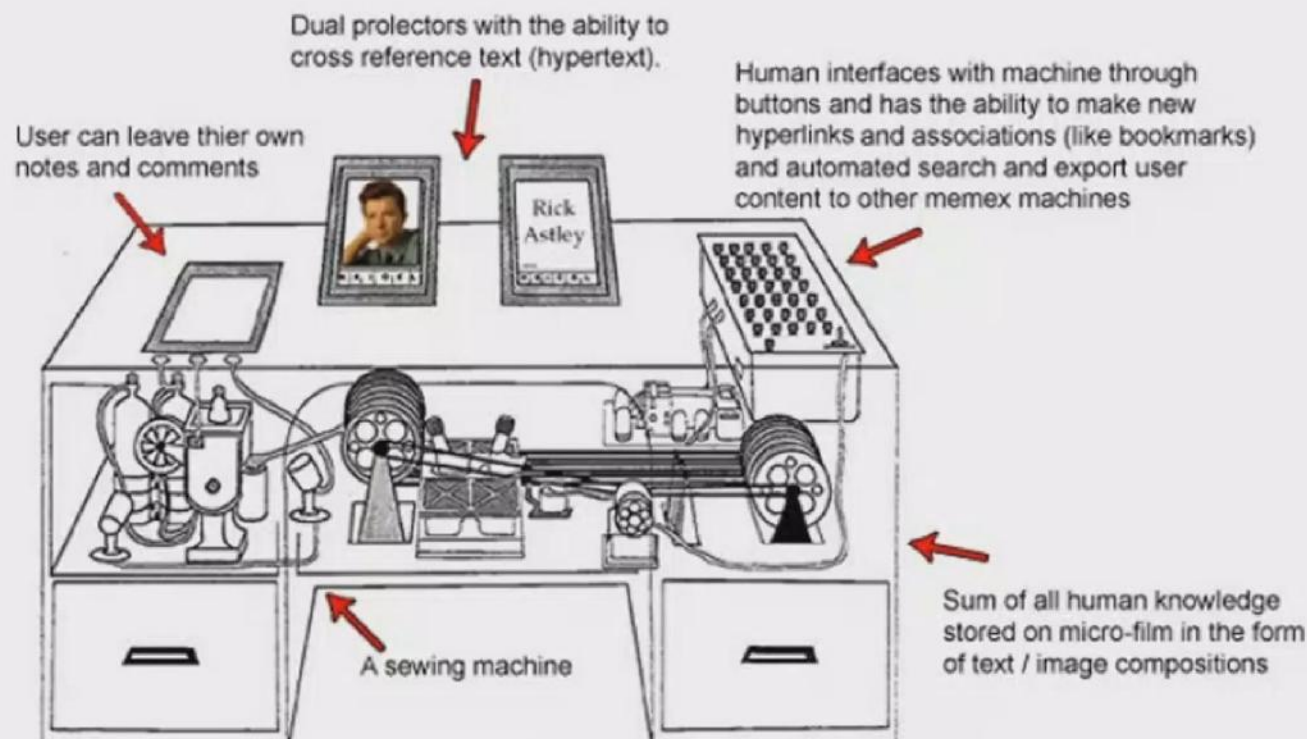 Dual prolectors with the ability to
cross reference text (hypertext).
Human interfaces with machine through
buttons and has the ability to make new
hyperlinks and associations (like bookmarks)
and automated search and export user
content to other memex machines
User can leave thier own
notes and comments
Rick
Astley
Sum of all human knowledge
stored on micro-film in the form
of text / image compositions
A sewing machine